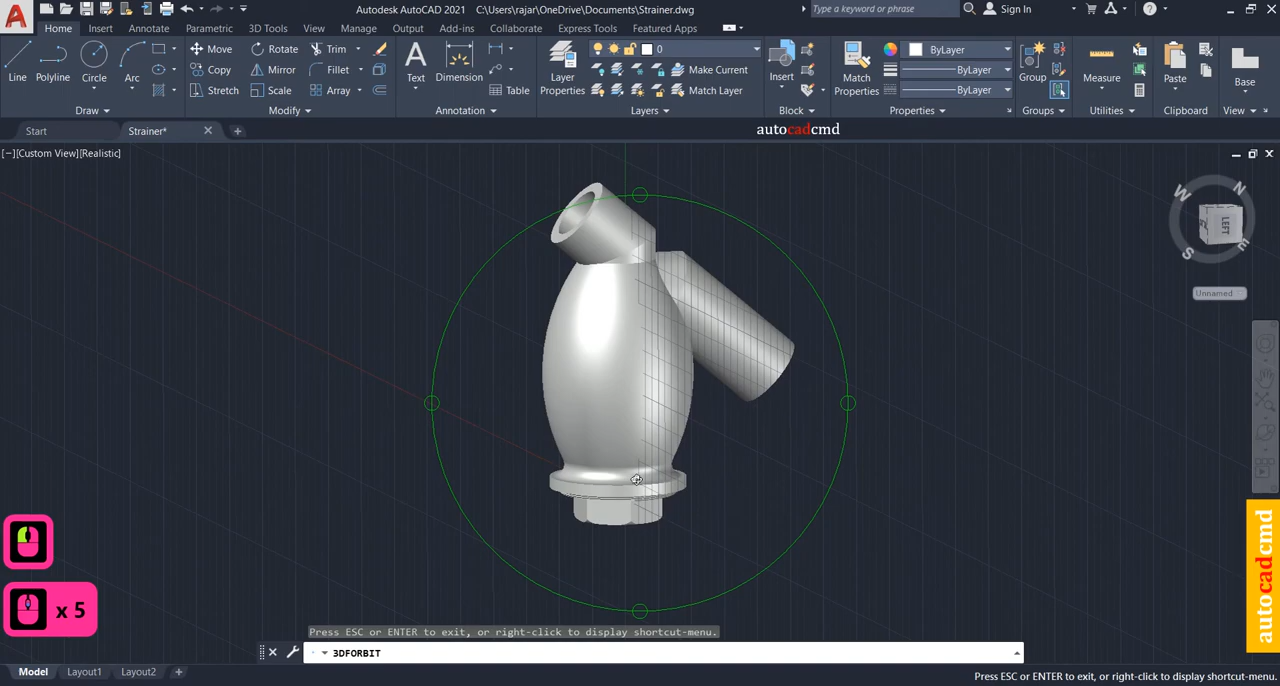 Autodesk AutoCAD 2021 C:\Users\rajar\OneDrive\Documents\Strainer.dwg
Type a keyword or phrase
Sign In
Home Insert Annotate Parametric 3D Tools View Manage Output Add-ins Collaborate Express Tools Featured Apps
Line
Polyline
Circle
Arc
Draw
Move Rotate Trim
Copy Mirror Fillet
Stretch Scale Array
Modify
Text
Dimension
Table
Annotation
Layer
Properties
0
Make Current
Match Layer
Layers
Insert
Block
Match
Properties
ByLayer
ByLayer
ByLayer
Properties
Group
Groups
Measure
Utilities
Paste
Clipboard
Base
View
Start
Strainer*
autocadcmd
[−][Custom View][Realistic]
W N
LEFT
S E
Unnamed
x 5
autocadcmd
Press ESC or ENTER to exit, or right-click to display shortcut-menu.
3DFORBIT
Model Layout1 Layout2
Press ESC or ENTER to exit, or right-click to display shortcut-menu.